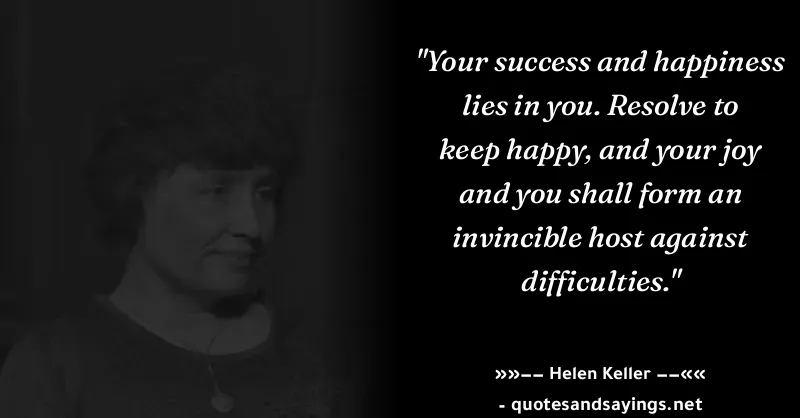 "Your success and happiness
lies in you. Resolve to
keep happy, and your joy
and you shall form an
invincible host against
difficulties."
»»−− Helen Keller −−««
- quotesandsayings.net